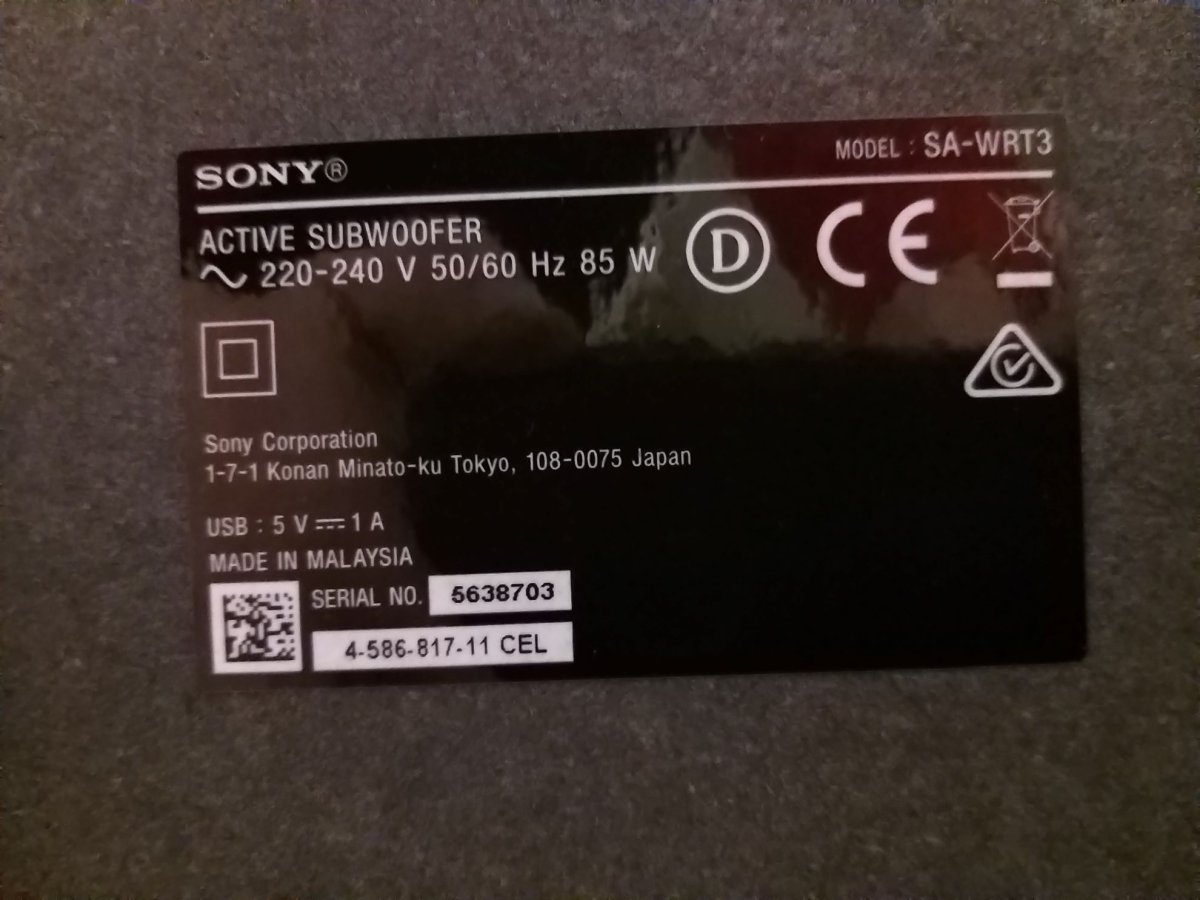 SONY®
MODEL : SA-WRT3
ACTIVE SUBWOOFER
~ 220-240 V 50/60 Hz 85 W
D
CE
Sony Corporation
1-7-1 Konan Minato-ku Tokyo, 108-0075 Japan
USB : 5 V ⎓ 1 A
MADE IN MALAYSIA
SERIAL NO. 5638703
4-586-817-11 CEL